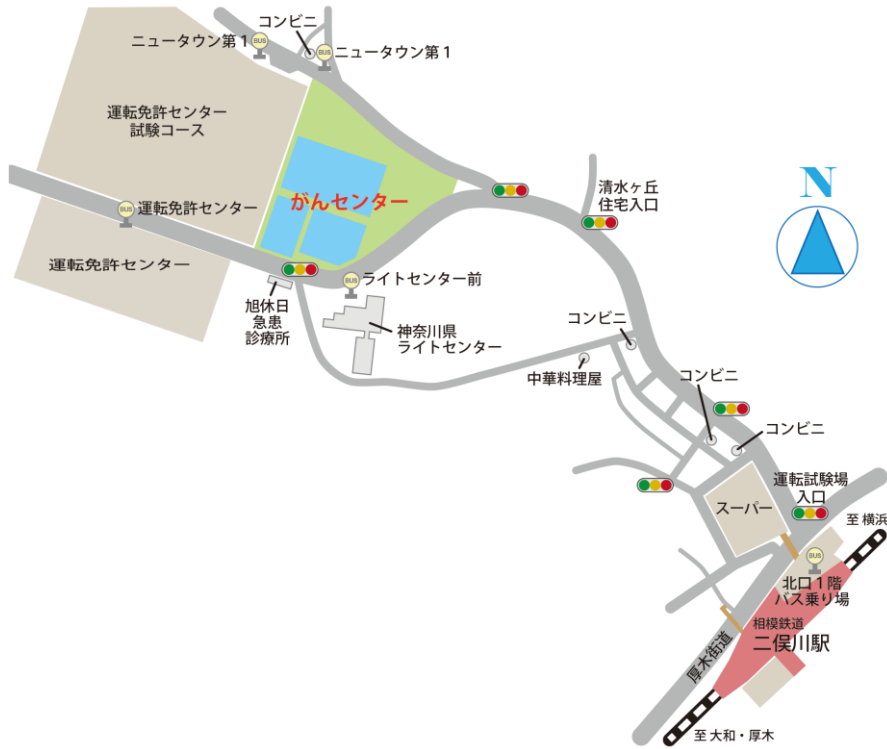 コンビニ
ニュータウン第1
BUS
BUS
ニュータウン第1
運転免許センター
試験コース
がんセンター
清水ヶ丘
住宅入口
N
BUS
運転免許センター
運転免許センター
BUS
ライトセンター前
旭休日
急患
診療所
神奈川県
ライトセンター
コンビニ
中華料理屋
コンビニ
コンビニ
スーパー
運転試験場
入口
至 横浜
BUS
北口1階
バス乗り場
相模鉄道
二俣川駅
厚木街道
至 大和・厚木